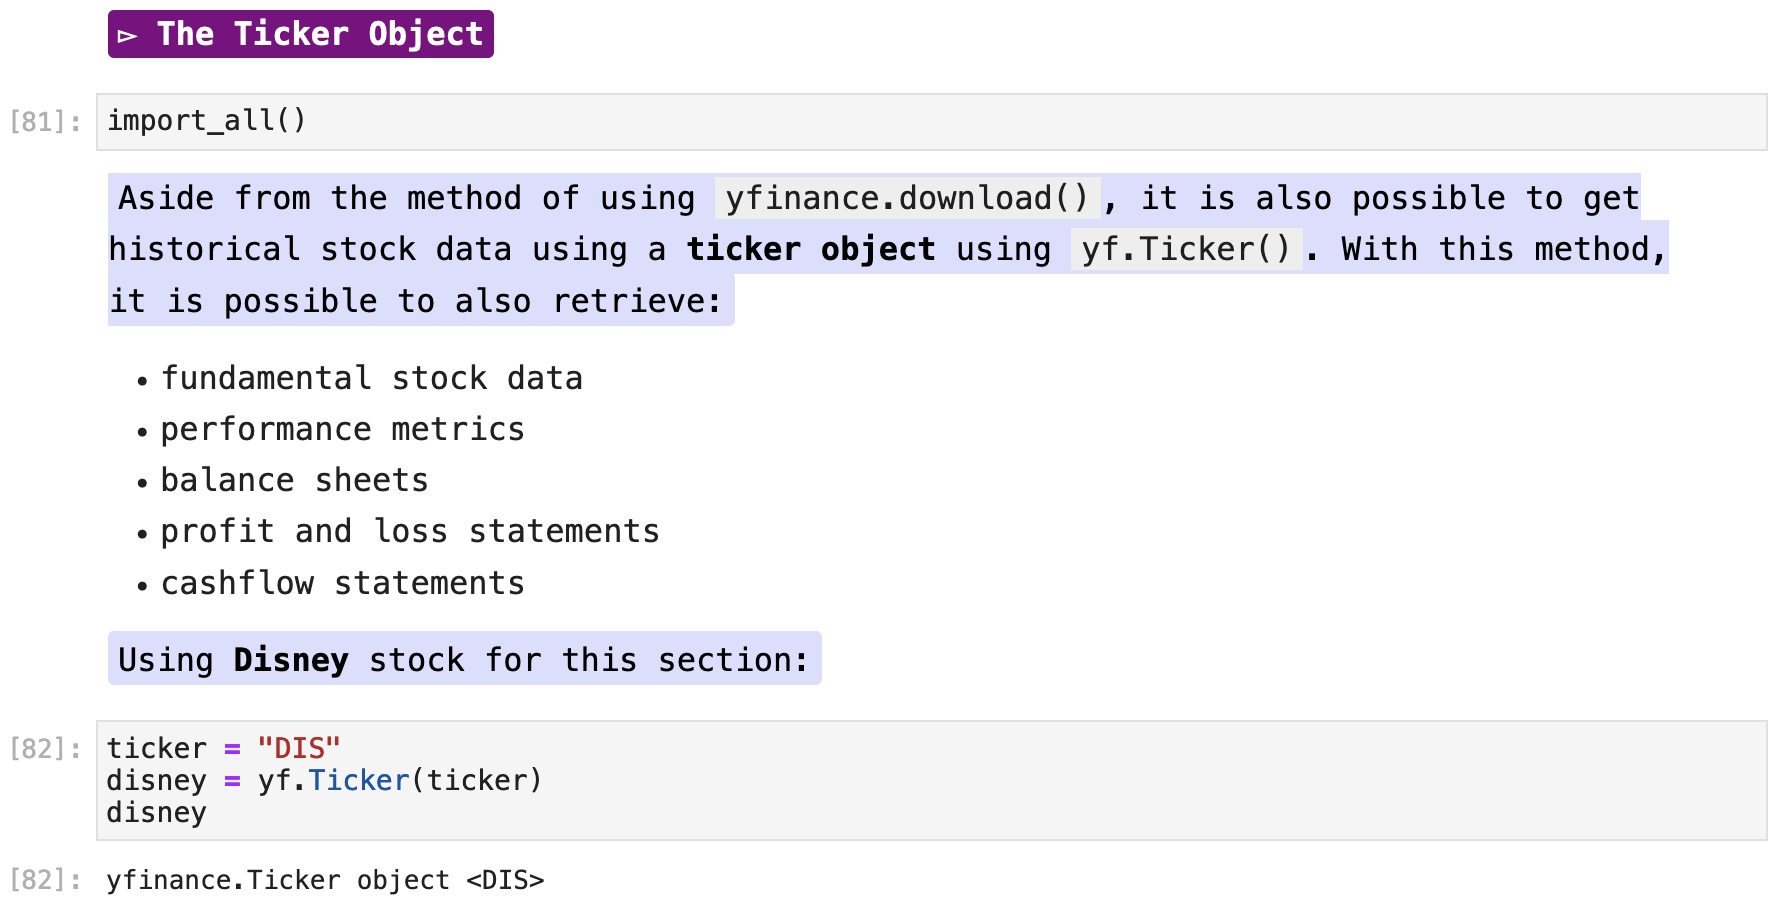 ▻ The Ticker Object
[81]: import_all()
Aside from the method of using yfinance.download(), it is also possible to get
historical stock data using a ticker object using yf.Ticker(). With this method,
it is possible to also retrieve:
• fundamental stock data
• performance metrics
• balance sheets
• profit and loss statements
• cashflow statements
Using Disney stock for this section:
[82]: ticker = "DIS"
disney = yf.Ticker(ticker)
disney
[82]: yfinance.Ticker object <DIS>